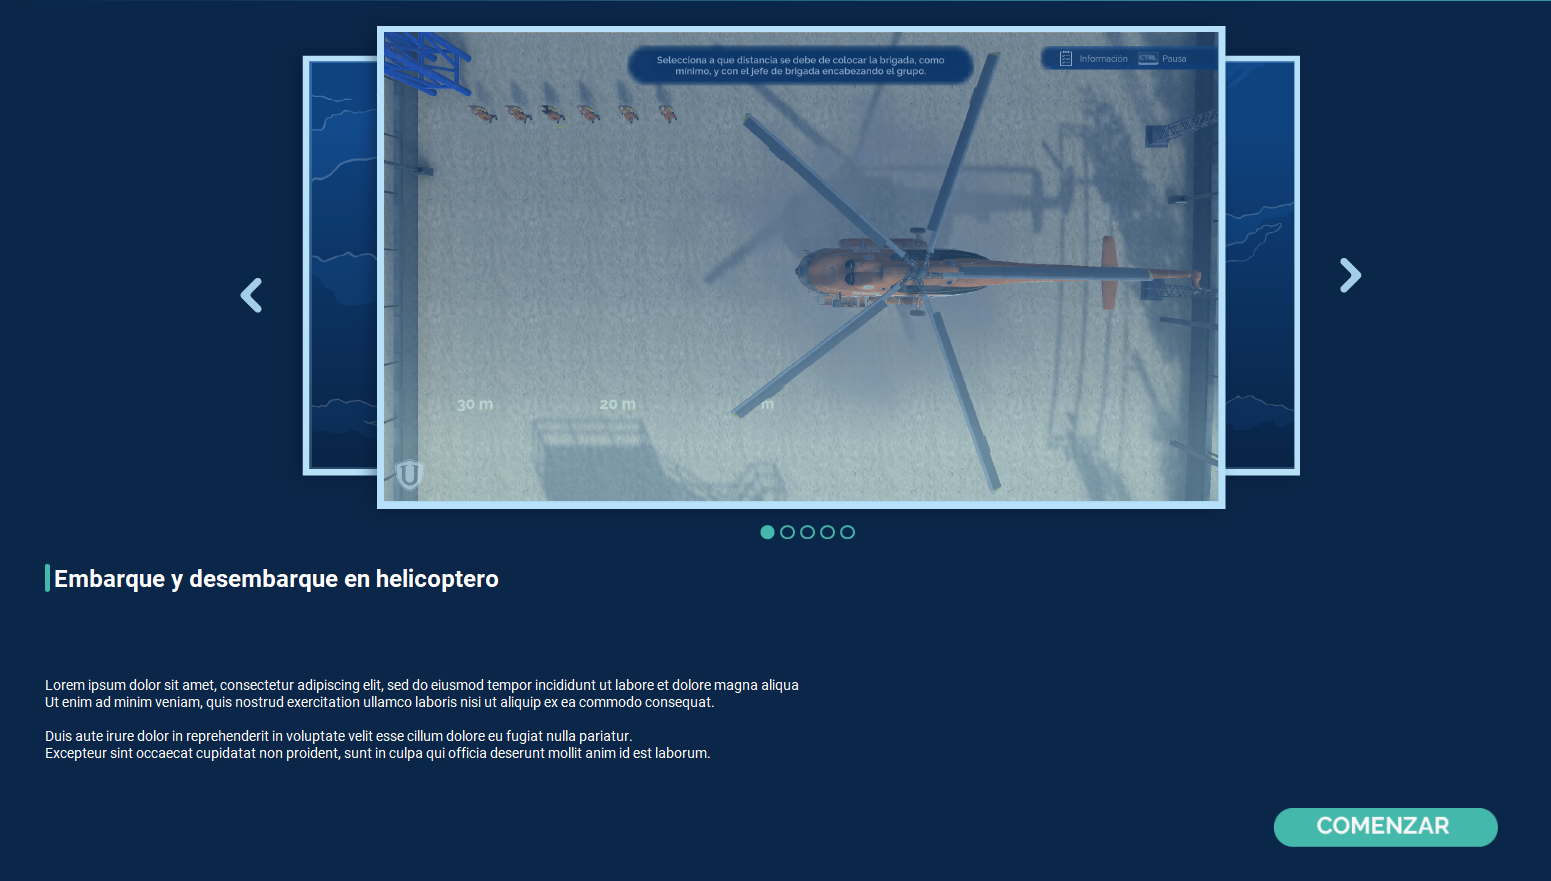 Selecciona a que distancia se debe de colocar la brigada, como
mínimo, y con el jefe de brigada encabezando el grupo.
Información CTRL Pausa
30 m 20 m m
U
Embarque y desembarque en helicoptero
Lorem ipsum dolor sit amet, consectetur adipiscing elit, sed do eiusmod tempor incididunt ut labore et dolore magna aliqua
Ut enim ad minim veniam, quis nostrud exercitation ullamco laboris nisi ut aliquip ex ea commodo consequat.
Duis aute irure dolor in reprehenderit in voluptate velit esse cillum dolore eu fugiat nulla pariatur.
Excepteur sint occaecat cupidatat non proident, sunt in culpa qui officia deserunt mollit anim id est laborum.
COMENZAR